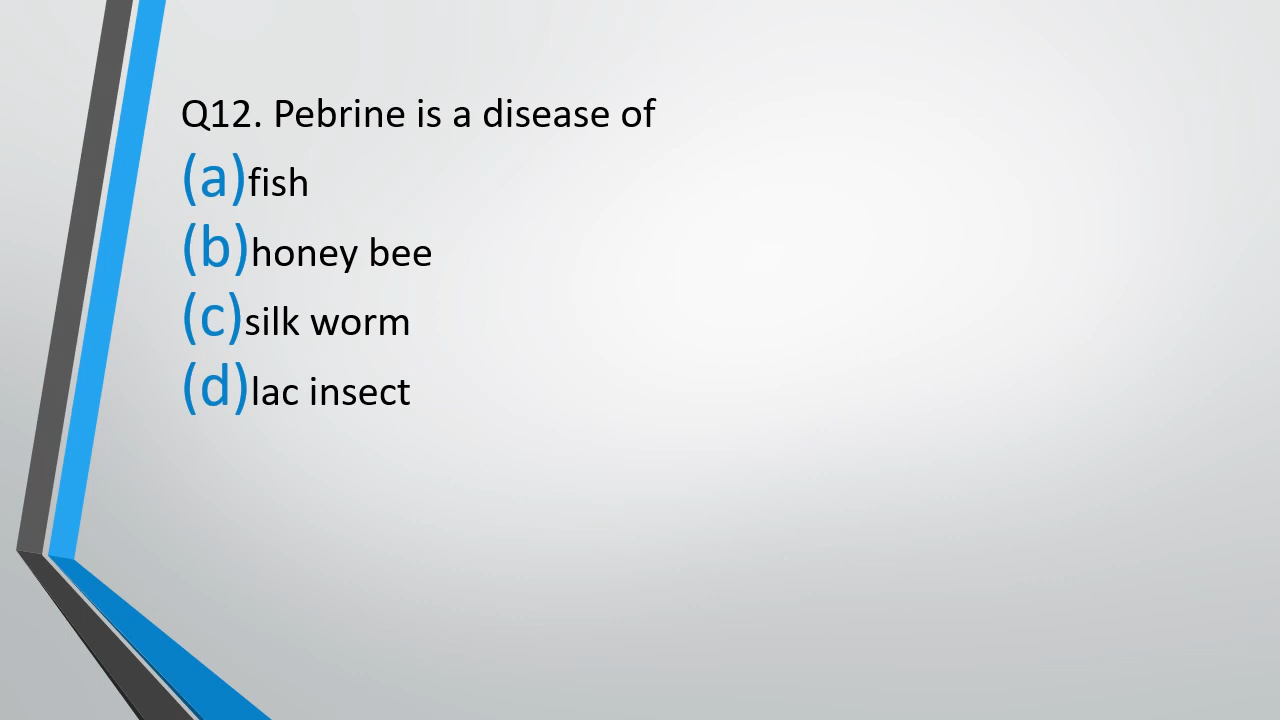 Q12. Pebrine is a disease of
(a)fish
(b)honey bee
(c)silk worm
(d)lac insect